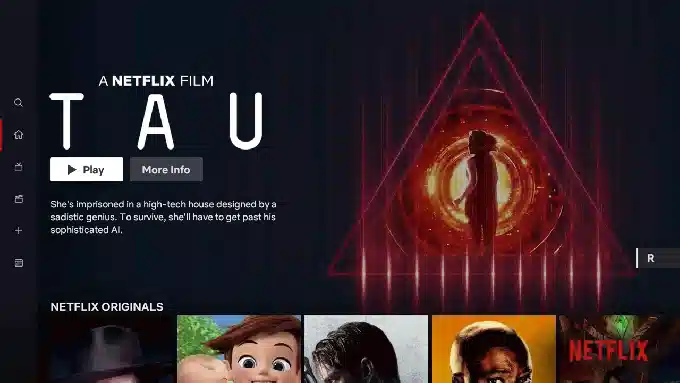 A NETFLIX FILM
TAU
Play
More Info
She's imprisoned in a high-tech house designed by a
sadistic genius. To survive, she'll have to get past his
sophisticated AI.
R
NETFLIX ORIGINALS
NETFLIX